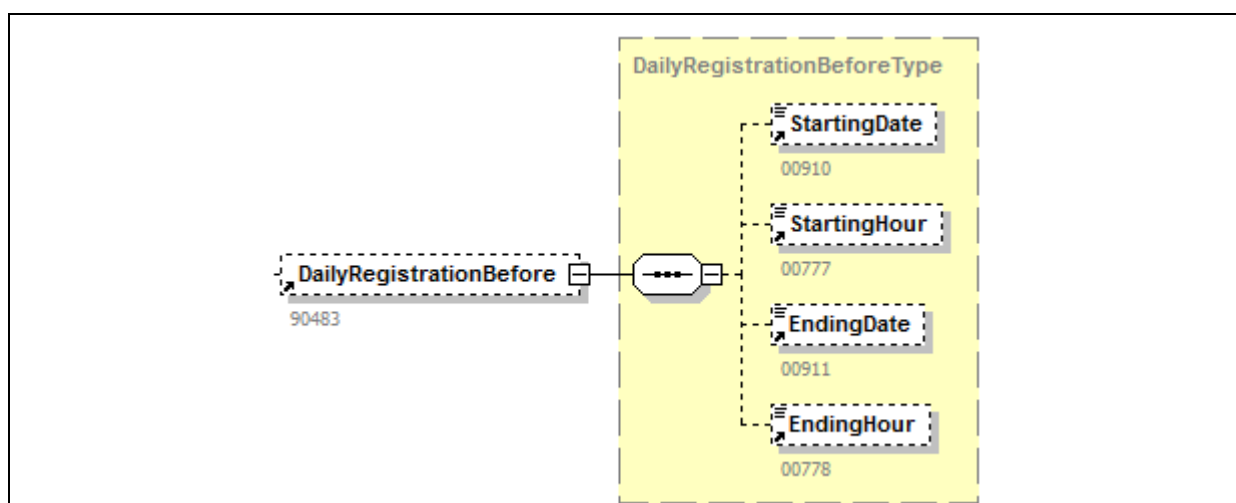 DailyRegistrationBeforeType
StartingDate
00910
StartingHour
00777
DailyRegistrationBefore
90483
EndingDate
00911
EndingHour
00778